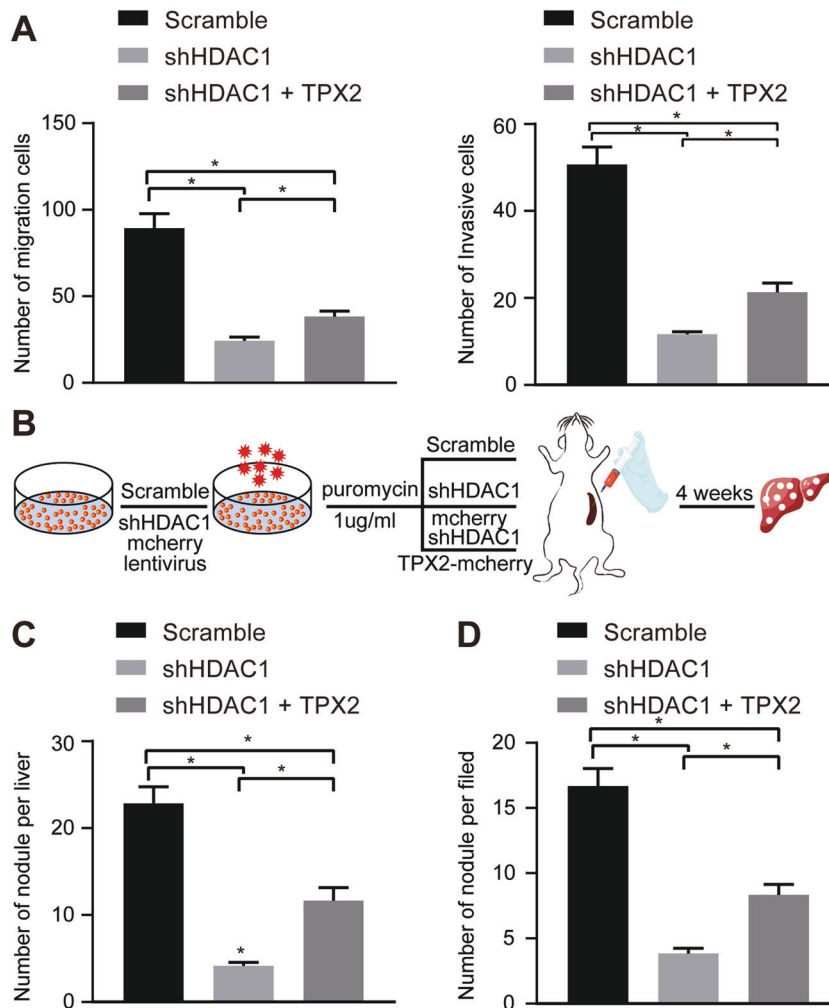 A
Scramble
shHDAC1
shHDAC1 + TPX2
Number of migration cells
150
100
50
0
*
*
*
Scramble
shHDAC1
shHDAC1 + TPX2
Number of Invasive cells
60
40
20
0
*
*
*
B
Scramble
shHDAC1
mcherry
lentivirus
puromycin
1ug/ml
Scramble
shHDAC1
mcherry
shHDAC1
TPX2-mcherry
4 weeks
C
Scramble
shHDAC1
shHDAC1 + TPX2
Number of nodule per liver
30
20
10
0
*
*
*
*
D
Scramble
shHDAC1
shHDAC1 + TPX2
Number of nodule per filed
20
15
10
5
0
*
*
*